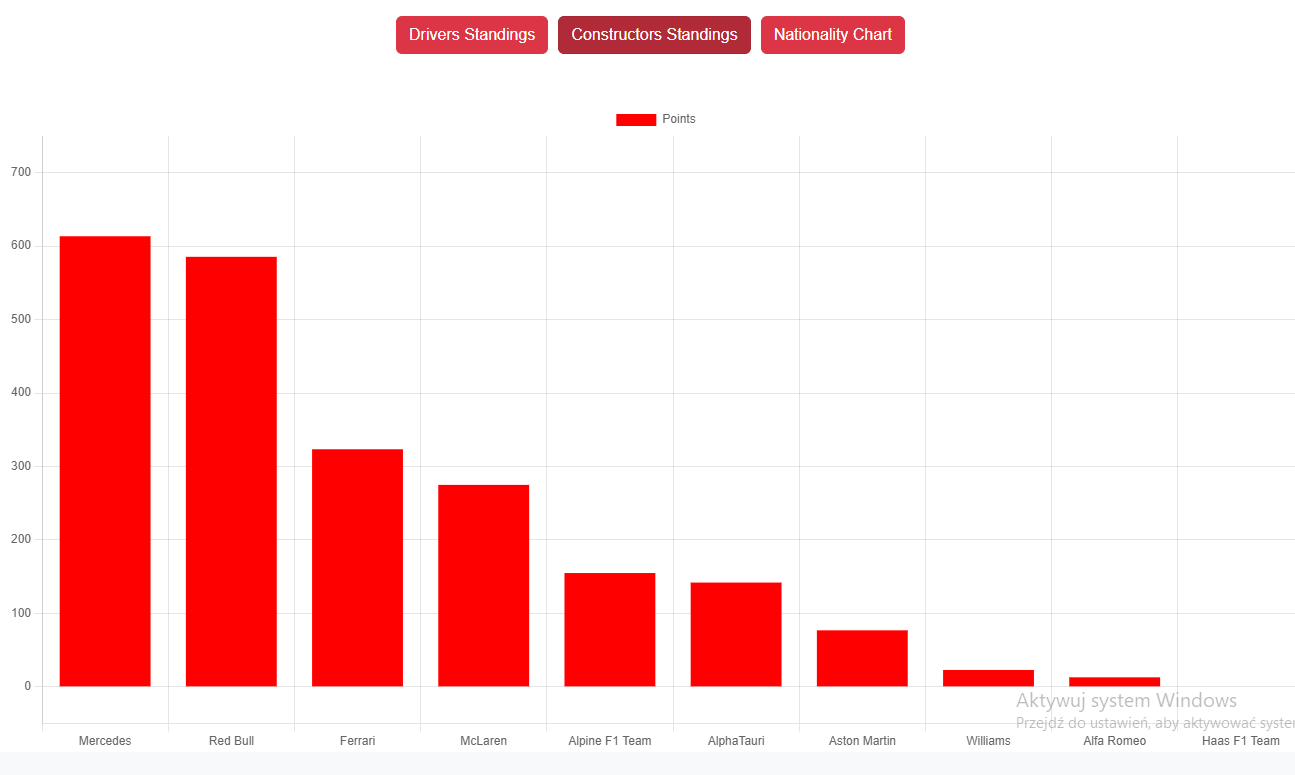 Drivers Standings Constructors Standings Nationality Chart
Points
700
600
500
400
300
200
100
0
Aktywuj system Windows
Przejdź do ustawień, aby aktywować syste
Mercedes Red Bull Ferrari McLaren Alpine F1 Team AlphaTauri Aston Martin Williams Alfa Romeo Haas F1 Team